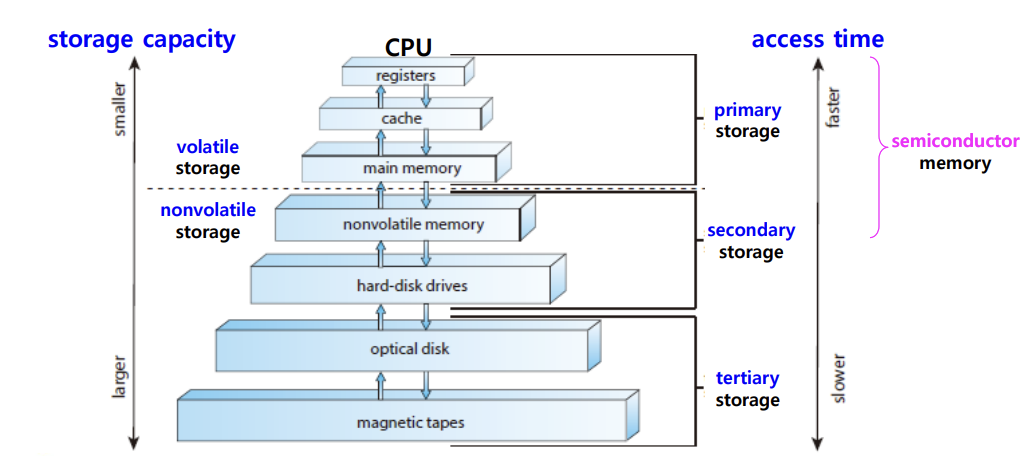 storage capacity
CPU
access time
smaller
larger
registers
cache
main memory
nonvolatile memory
hard-disk drives
optical disk
magnetic tapes
volatile
storage
nonvolatile
storage
primary
storage
secondary
storage
tertiary
storage
faster
slower
semiconductor
memory